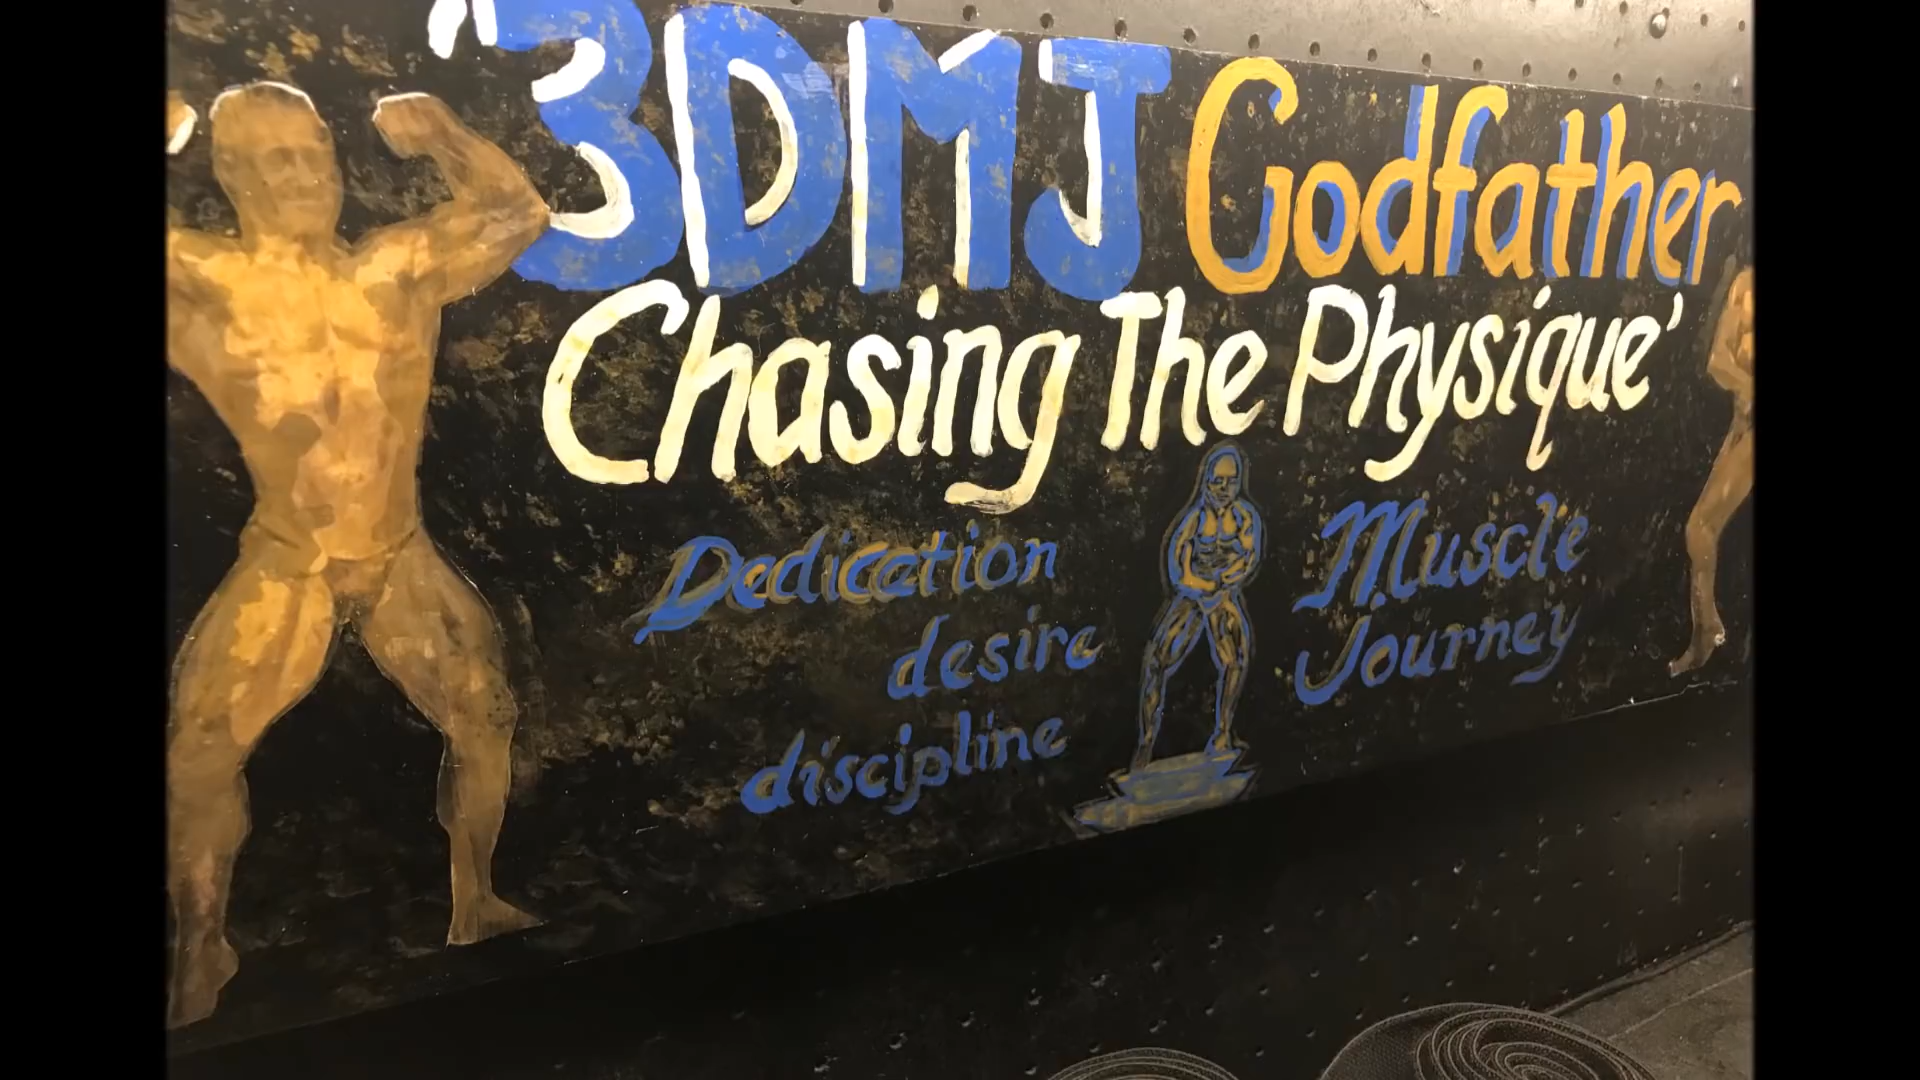 "3DMJ Godfather
Chasing The Physique'
Dedication
desire
discipline
Muscle
Journey